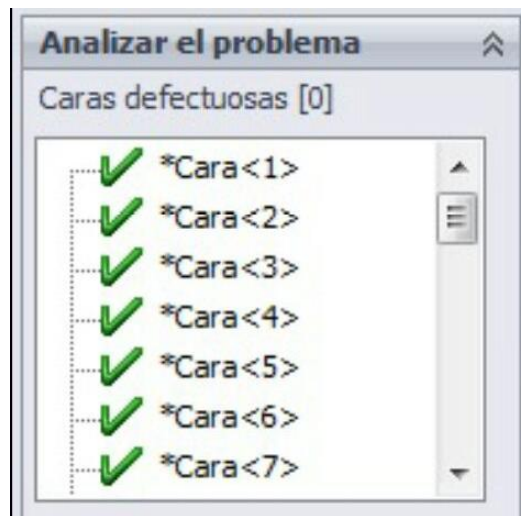 Analizar el problema
Caras defectuosas [0]
*Cara<1>
*Cara<2>
*Cara<3>
*Cara<4>
*Cara<5>
*Cara<6>
*Cara<7>